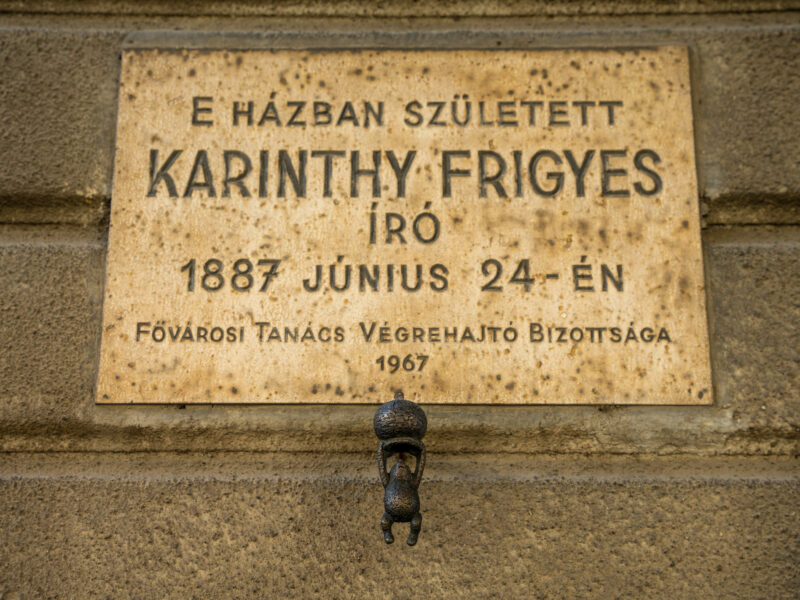 E HÁZBAN SZÜLETETT
KARINTHY FRIGYES
ÍRÓ
1887 JÚNIUS 24-ÉN
FŐVÁROSI TANÁCS VÉGREHAJTÓ BIZOTTSÁGA
1967